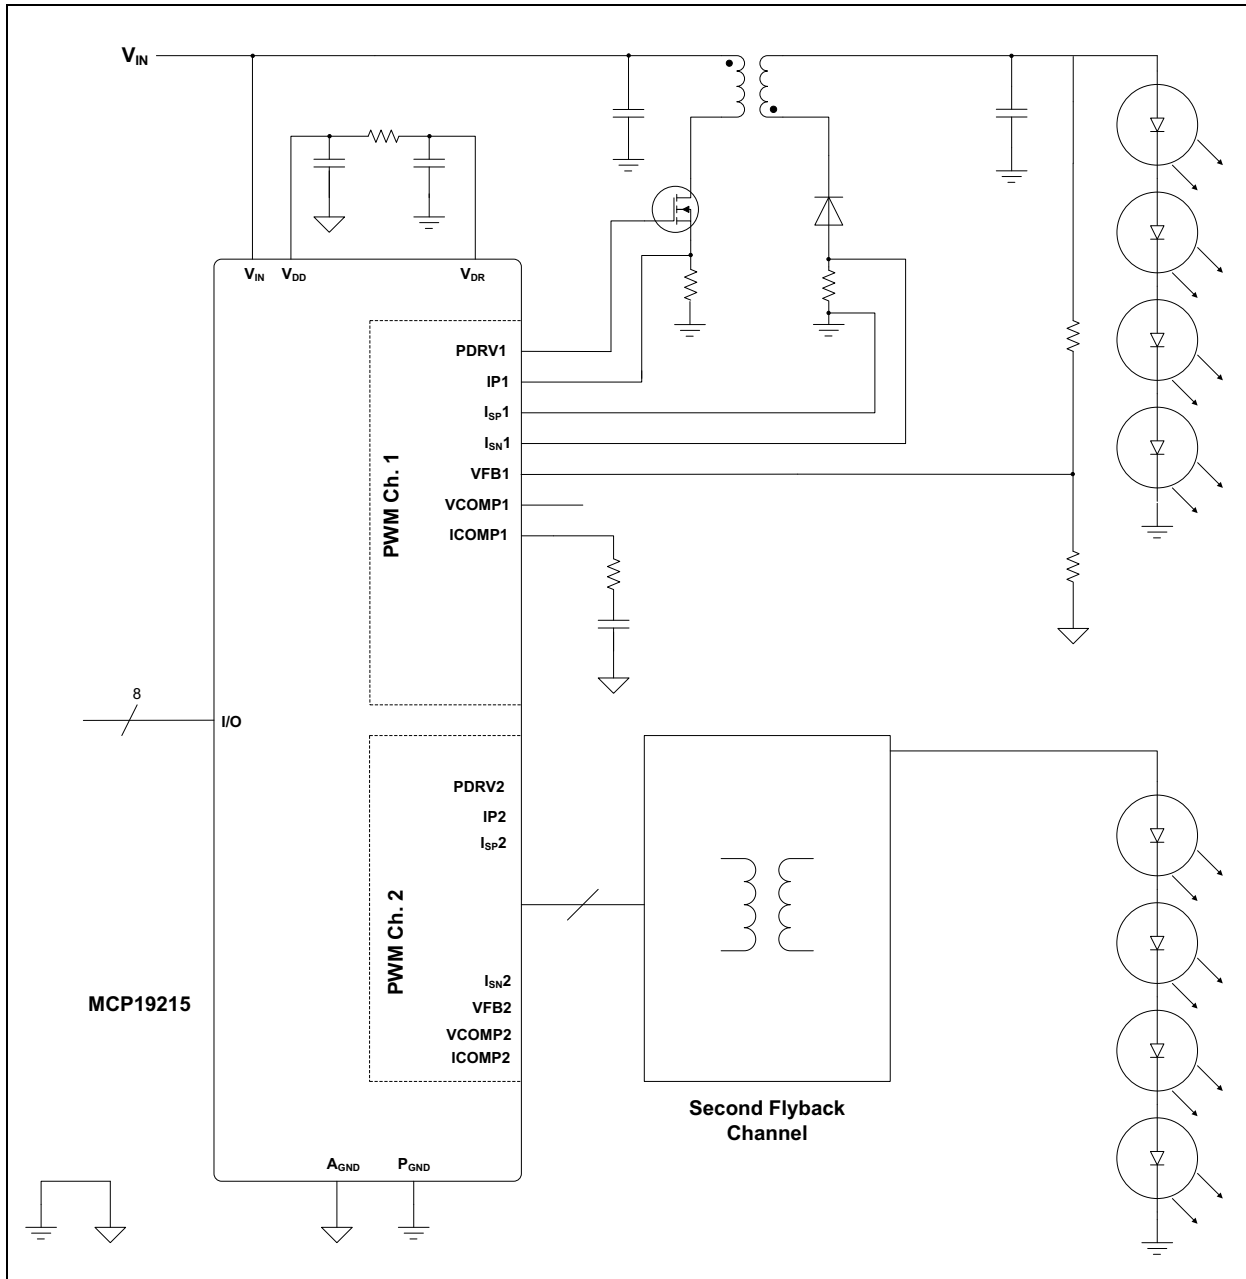 VIN
VIN
VDD
VDR
PDRV1
IP1
ISP1
ISN1
VFB1
VCOMP1
ICOMP1
PWM Ch. 1
8
I/O
PDRV2
IP2
ISP2
PWM Ch. 2
ISN2
VFB2
VCOMP2
ICOMP2
MCP19215
Second Flyback
Channel
AGND
PGND